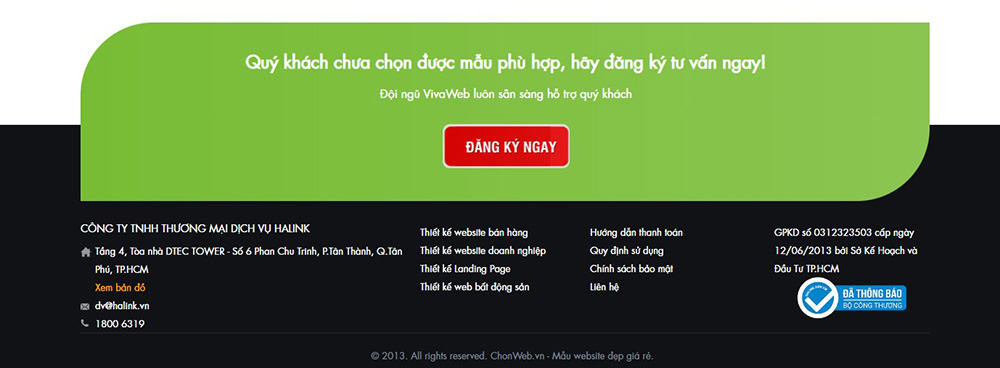 Quý khách chưa chọn được mẫu phù hợp, hãy đăng ký tư vấn ngay!
Đội ngũ VivaWeb luôn sẵn sàng hỗ trợ quý khách
ĐĂNG KÝ NGAY
CÔNG TY TNHH THƯƠNG MẠI DỊCH VỤ HALINK
Tầng 4, Tòa nhà DTEC TOWER - Số 6 Phan Chu Trinh, P.Tân Thành, Q.Tân
Phú, TP.HCM
Xem bản đồ
dv@halink.vn
1800 6319
Thiết kế website bán hàng
Thiết kế website doanh nghiệp
Thiết kế Landing Page
Thiết kế web bất động sản
Hướng dẫn thanh toán
Quy định sử dụng
Chính sách bảo mật
Liên hệ
GPKD số 0312323503 cấp ngày
12/06/2013 bởi Sở Kế Hoạch và
Đầu Tư TP.HCM
ĐÃ THÔNG BÁO
BỘ CÔNG THƯƠNG
© 2013. All rights reserved. ChonWeb.vn - Mẫu website đẹp giá rẻ.